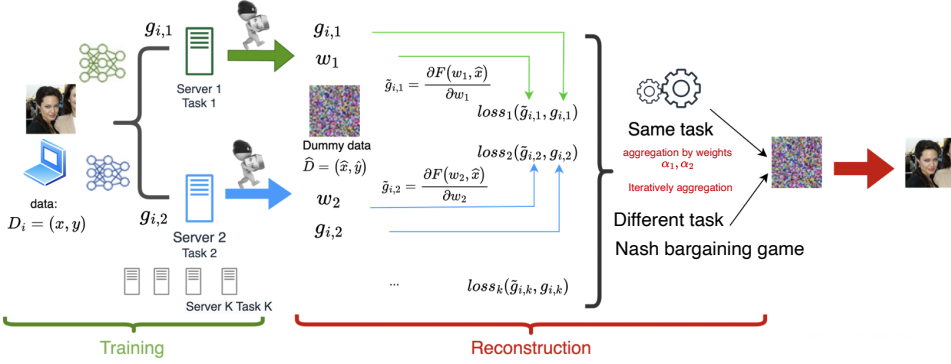 g_{i,1}
Server 1
Task 1
data:
D_i = (x, y)
g_{i,2}
Server 2
Task 2
Server K Task K
Training
g_{i,1}
w_1
g̃_{i,1} = ∂F(w_1, x̂) / ∂w_1
loss_1(g̃_{i,1}, g_{i,1})
Dummy data
D̂ = (x̂, ŷ)
loss_2(g̃_{i,2}, g_{i,2})
g̃_{i,2} = ∂F(w_2, x̂) / ∂w_2
w_2
g_{i,2}
... loss_k(g̃_{i,k}, g_{i,k})
Same task
aggregation by weights
α_1, α_2
Iteratively aggregation
Different task
Nash bargaining game
Reconstruction